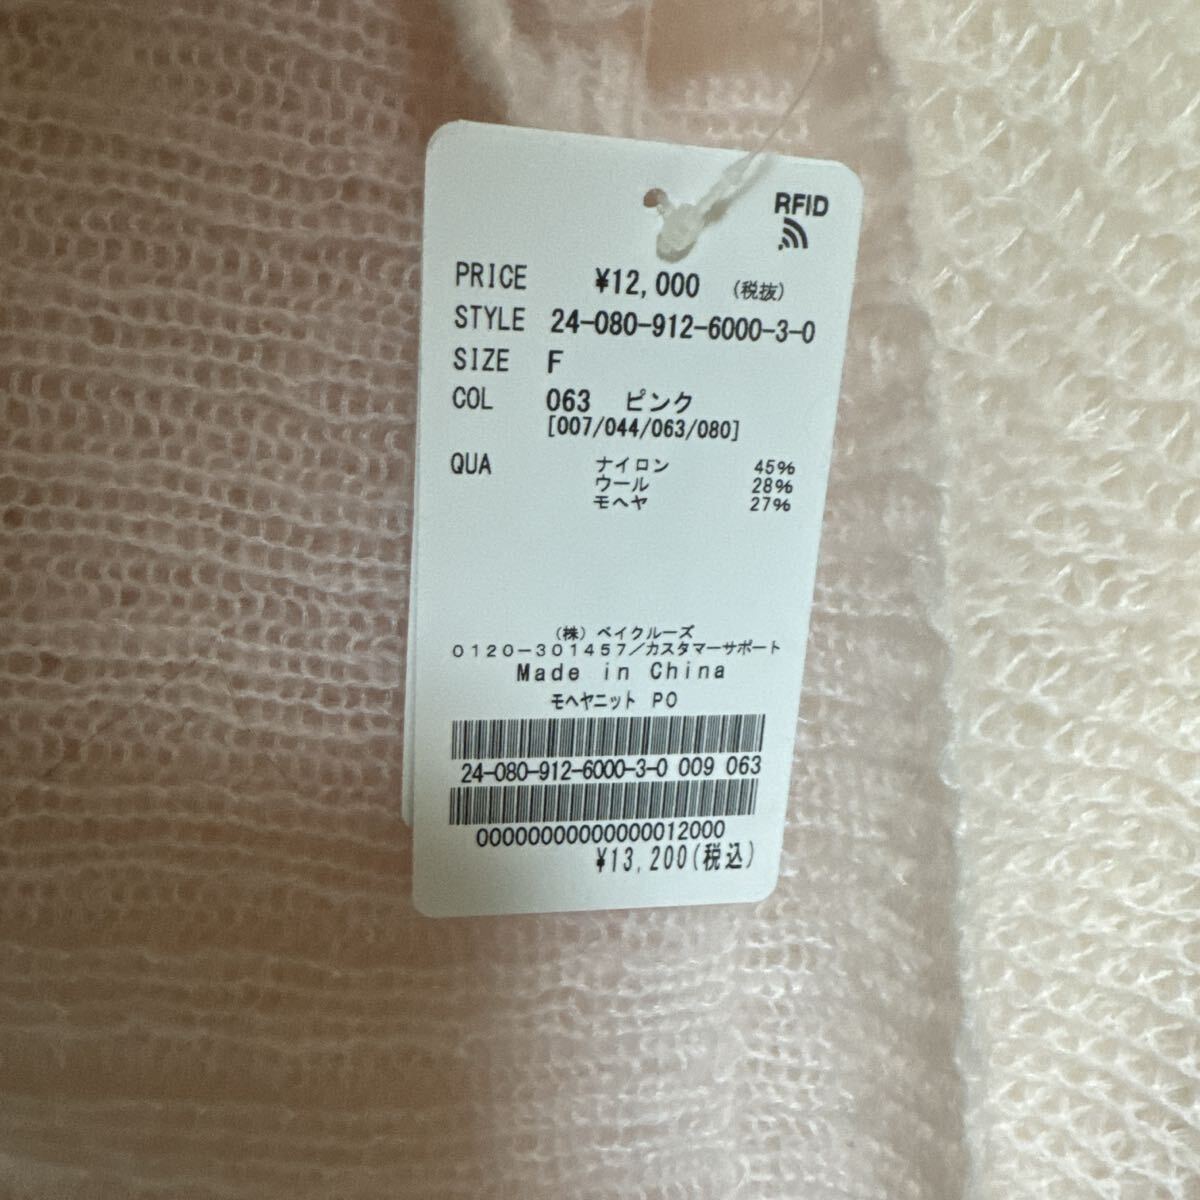 RFID
PRICE ¥12,000 (税抜)
STYLE 24-080-912-6000-3-0
SIZE F
COL 063 ピンク
[007/044/063/080]
QUA ナイロン 45%
ウール 28%
モヘヤ 27%
(株) ベイクルーズ
0120-301457/カスタマーサポート
Made in China
モヘヤニット PO
24-080-912-6000-3-0 009 063
00000000000000012000
¥13,200(税込)